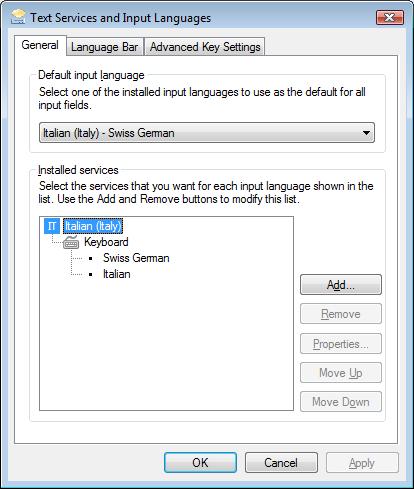 Text Services and Input Languages
General
Language Bar
Advanced Key Settings
Default input language
Select one of the installed input languages to use as the default for all
input fields.
Italian (Italy) - Swiss German
Installed services
Select the services that you want for each input language shown in the
list. Use the Add and Remove buttons to modify this list.
IT Italian (Italy)
Keyboard
Swiss German
Italian
Add...
Remove
Properties...
Move Up
Move Down
OK
Cancel
Apply